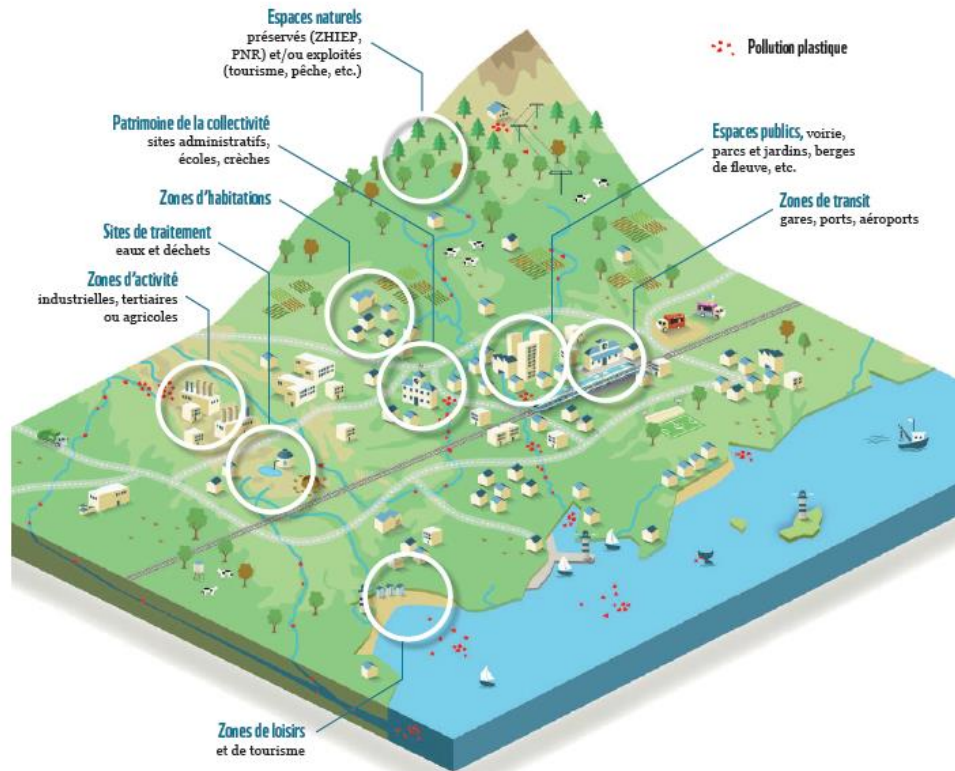 Espaces naturels
préservés (ZHIEP,
PNR) et/ou exploités
(tourisme, pêche, etc.)
Pollution plastique
Patrimoine de la collectivité
sites administratifs,
écoles, crèches
Espaces publics, voirie,
parcs et jardins, berges
de fleuve, etc.
Zones d'habitations
Zones de transit
gares, ports, aéroports
Sites de traitement
eaux et déchets
Zones d'activité
industrielles, tertiaires
ou agricoles
Zones de loisirs
et de tourisme